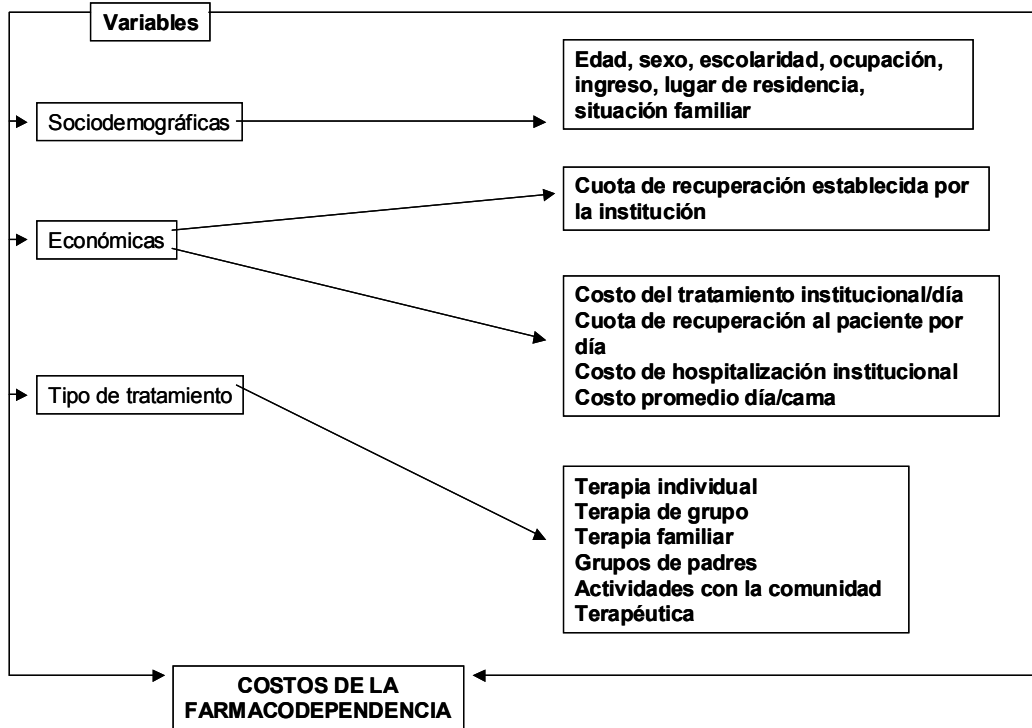 Variables
Edad, sexo, escolaridad, ocupación,
ingreso, lugar de residencia,
situación familiar
Sociodemográficas
Cuota de recuperación establecida por
la institución
Económicas
Costo del tratamiento institucional/día
Cuota de recuperación al paciente por
día
Costo de hospitalización institucional
Costo promedio día/cama
Tipo de tratamiento
Terapia individual
Terapia de grupo
Terapia familiar
Grupos de padres
Actividades con la comunidad
Terapéutica
COSTOS DE LA
FARMACODEPENDENCIA